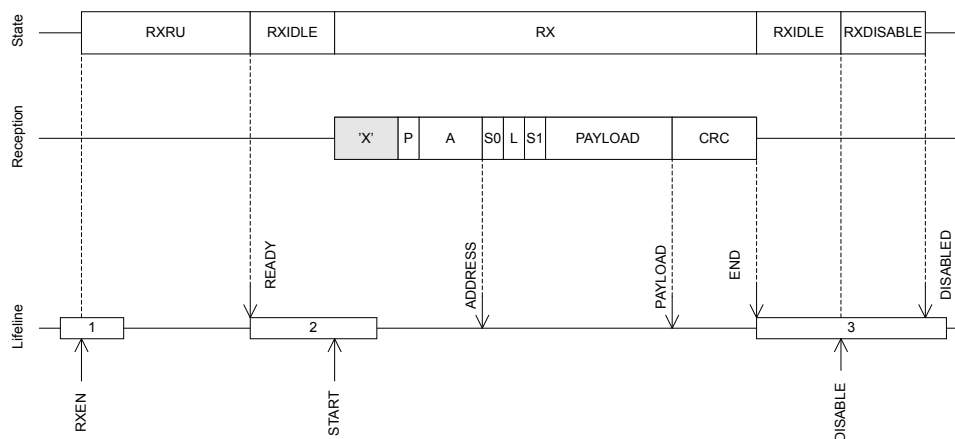 State
RXRU RXIDLE RX RXIDLE RXDISABLE
Reception
'X' P A S0 L S1 PAYLOAD CRC
READY
ADDRESS
PAYLOAD
END
DISABLED
Lifeline
1 2 3
RXEN
START
DISABLE